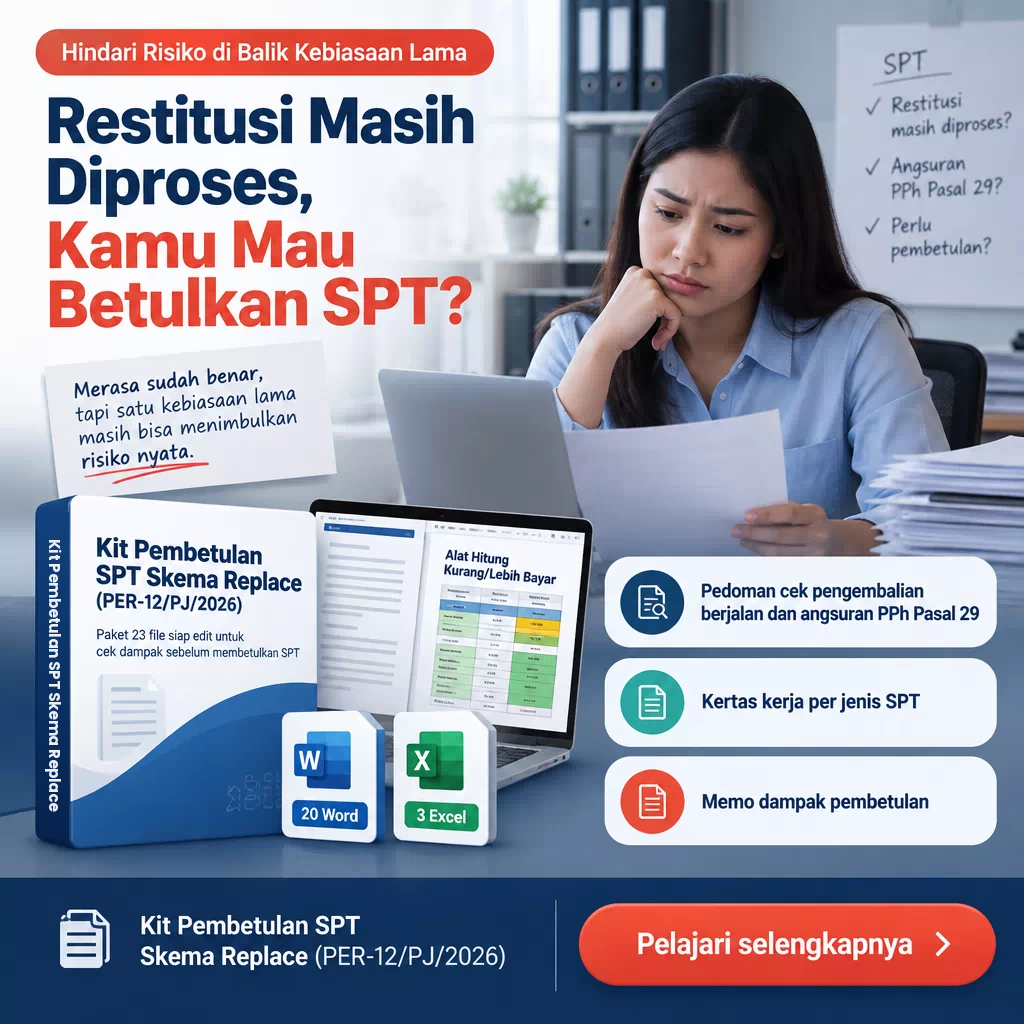 Hindari Risiko di Balik Kebiasaan Lama
Restitusi Masih
Diproses,
Kamu Mau
Betulkan SPT?
SPT
✓ Restitusi
masih diproses?
✓ Angsuran
PPh Pasal 29?
✓ Perlu
pembetulan?
Merasa sudah benar,
tapi satu kebiasaan lama
masih bisa menimbulkan
risiko nyata.
Kit Pembetulan SPT Skema Replace
Kit Pembetulan
SPT Skema Replace
(PER-12/PJ/2026)
Paket 23 file siap edit untuk
cek dampak sebelum membetulkan SPT
Alat Hitung
Kurang/Lebih Bayar
W
20 Word
X
3 Excel
Pedoman cek pengembalian
berjalan dan angsuran PPh Pasal 29
Kertas kerja per jenis SPT
Memo dampak pembetulan
Kit Pembetulan SPT
Skema Replace (PER-12/PJ/2026)
Pelajari selengkapnya